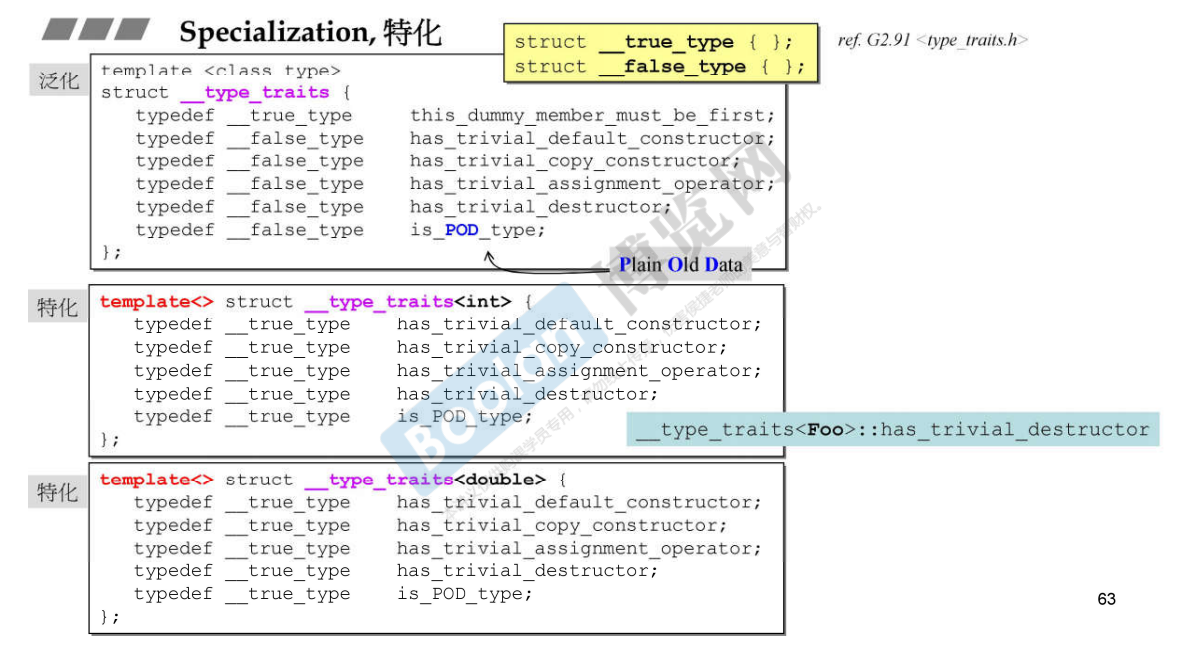 Specialization, 特化
struct __true_type { };
struct __false_type { };
ref. G2.91 <type_traits.h>
泛化
template <class type>
struct __type_traits {
typedef __true_type this_dummy_member_must_be_first;
typedef __false_type has_trivial_default_constructor;
typedef __false_type has_trivial_copy_constructor;
typedef __false_type has_trivial_assignment_operator;
typedef __false_type has_trivial_destructor;
typedef __false_type is_POD_type;
};
Plain Old Data
特化
template<> struct __type_traits<int> {
typedef __true_type has_trivial_default_constructor;
typedef __true_type has_trivial_copy_constructor;
typedef __true_type has_trivial_assignment_operator;
typedef __true_type has_trivial_destructor;
typedef __true_type is_POD_type;
};
__type_traits<Foo>::has_trivial_destructor
特化
template<> struct __type_traits<double> {
typedef __true_type has_trivial_default_constructor;
typedef __true_type has_trivial_copy_constructor;
typedef __true_type has_trivial_assignment_operator;
typedef __true_type has_trivial_destructor;
typedef __true_type is_POD_type;
};
63
Boolan
博览网